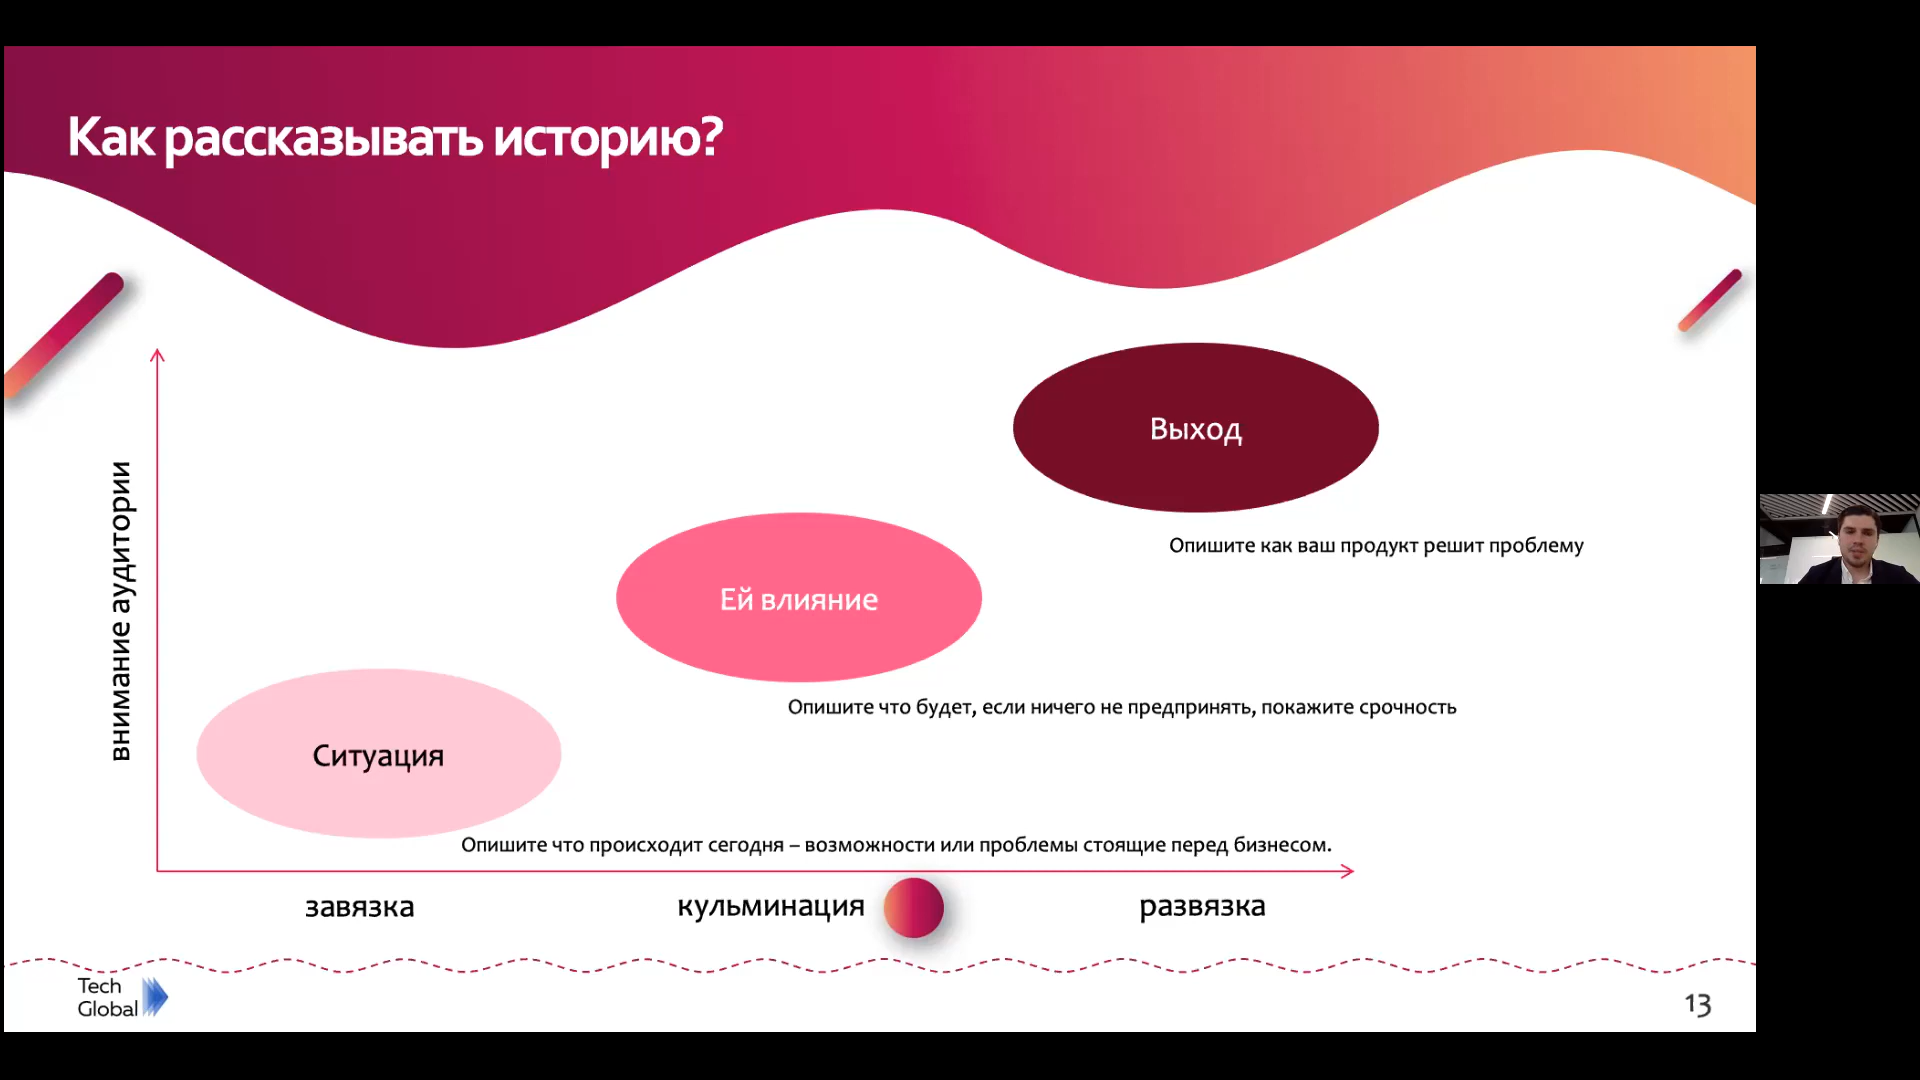 Как рассказывать историю?
внимание аудитории
Выход
Опишите как ваш продукт решит проблему
Ей влияние
Опишите что будет, если ничего не предпринять, покажите срочность
Ситуация
Опишите что происходит сегодня – возможности или проблемы стоящие перед бизнесом.
завязка
кульминация
развязка
Tech
Global
13